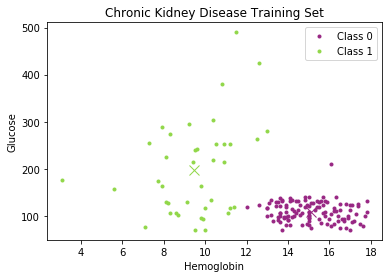 Chronic Kidney Disease Training Set
500
400
300
200
100
Glucose
Class 0
Class 1
4 6 8 10 12 14 16 18
Hemoglobin